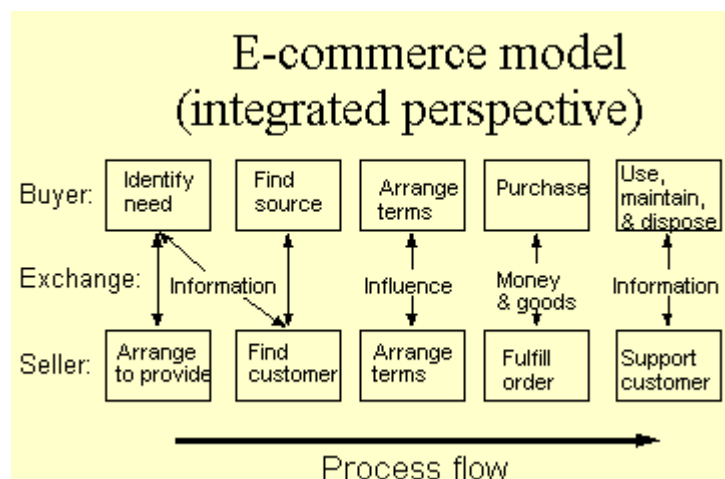 E-commerce model
(integrated perspective)
Buyer:
Identify
need
Find
source
Arrange
terms
Purchase
Use,
maintain,
& dispose
Exchange:
Information
Influence
Money
& goods
Information
Seller:
Arrange
to provide
Find
customer
Arrange
terms
Fulfill
order
Support
customer
Process flow